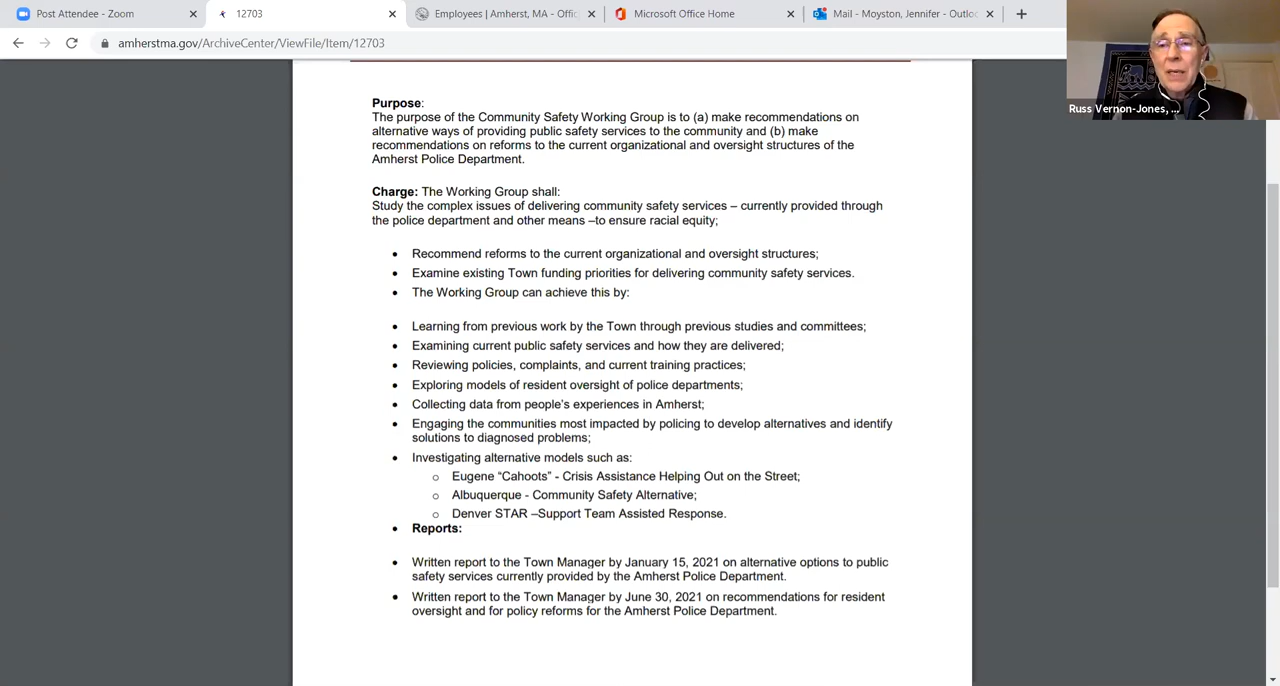 Post Attendee - Zoom
12703
Employees | Amherst, MA - Offic
Microsoft Office Home
Mail - Moyston, Jennifer - Outloo
amherstma.gov/ArchiveCenter/ViewFile/Item/12703
Russ Vernon-Jones, ...
Purpose:
The purpose of the Community Safety Working Group is to (a) make recommendations on
alternative ways of providing public safety services to the community and (b) make
recommendations on reforms to the current organizational and oversight structures of the
Amherst Police Department.
Charge: The Working Group shall:
Study the complex issues of delivering community safety services – currently provided through
the police department and other means –to ensure racial equity;
• Recommend reforms to the current organizational and oversight structures;
• Examine existing Town funding priorities for delivering community safety services.
• The Working Group can achieve this by:
• Learning from previous work by the Town through previous studies and committees;
• Examining current public safety services and how they are delivered;
• Reviewing policies, complaints, and current training practices;
• Exploring models of resident oversight of police departments;
• Collecting data from people's experiences in Amherst;
• Engaging the communities most impacted by policing to develop alternatives and identify
solutions to diagnosed problems;
• Investigating alternative models such as:
o Eugene “Cahoots” - Crisis Assistance Helping Out on the Street;
o Albuquerque - Community Safety Alternative;
o Denver STAR –Support Team Assisted Response.
• Reports:
• Written report to the Town Manager by January 15, 2021 on alternative options to public
safety services currently provided by the Amherst Police Department.
• Written report to the Town Manager by June 30, 2021 on recommendations for resident
oversight and for policy reforms for the Amherst Police Department.